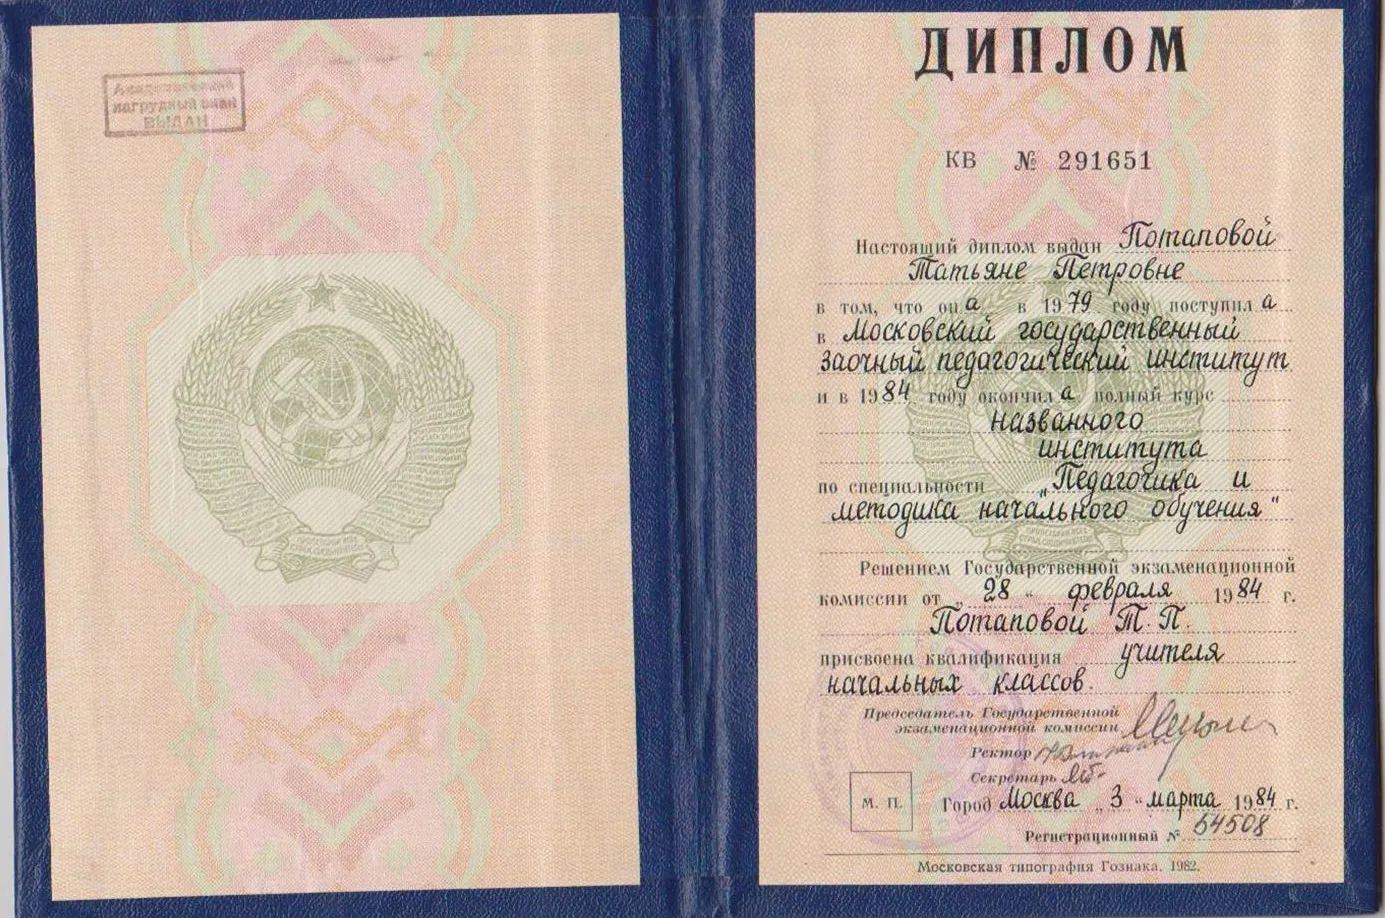 Академический
нагрудный знак
ВЫДАН
ДИПЛОМ
КВ № 291651
Настоящий диплом выдан Потаповой
Татьяне Петровне
в том, что она в 1979 году поступила
в Московский государственный
заочный педагогический институт
и в 1984 году окончила полный курс
названного
института
по специальности „Педагогика и
методика начального обучения"
Решением Государственной экзаменационной
комиссии от „28" февраля 1984 г.
Потаповой Т. П.
присвоена квалификация учителя
начальных классов.
Председатель Государственной
экзаменационной комиссии
Ректор
Секретарь
М. П.
Город Москва „3" марта 1984 г.
Регистрационный № 54508
Московская типография Гознака. 1982.